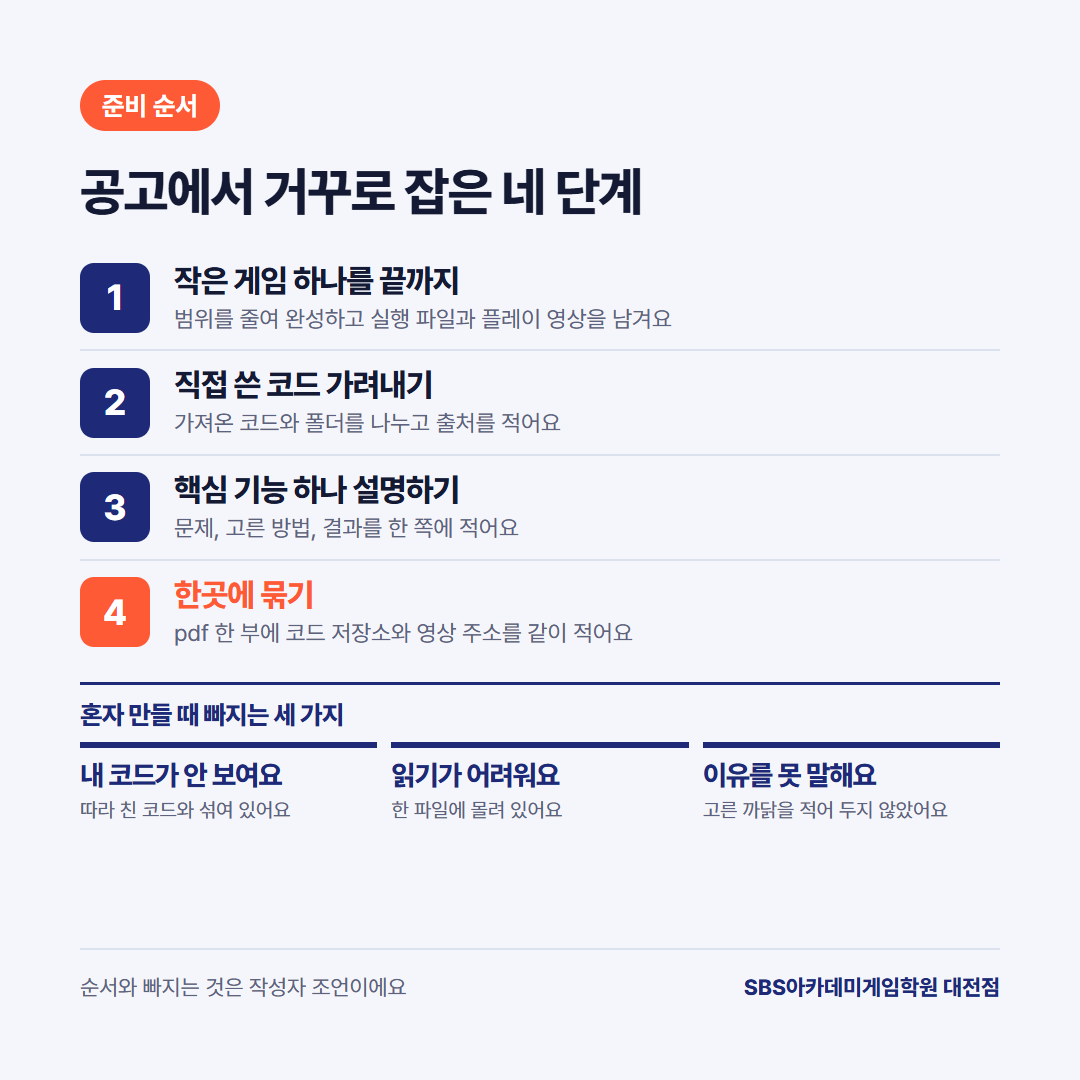 준비 순서
공고에서 거꾸로 잡은 네 단계
1
작은 게임 하나를 끝까지
범위를 줄여 완성하고 실행 파일과 플레이 영상을 남겨요
2
직접 쓴 코드 가려내기
가져온 코드와 폴더를 나누고 출처를 적어요
3
핵심 기능 하나 설명하기
문제, 고른 방법, 결과를 한 쪽에 적어요
4
한곳에 묶기
pdf 한 부에 코드 저장소와 영상 주소를 같이 적어요
혼자 만들 때 빠지는 세 가지
내 코드가 안 보여요
따라 친 코드와 섞여 있어요
읽기가 어려워요
한 파일에 몰려 있어요
이유를 못 말해요
고른 까닭을 적어 두지 않았어요
순서와 빠지는 것은 작성자 조언이에요
SBS아카데미게임학원 대전점